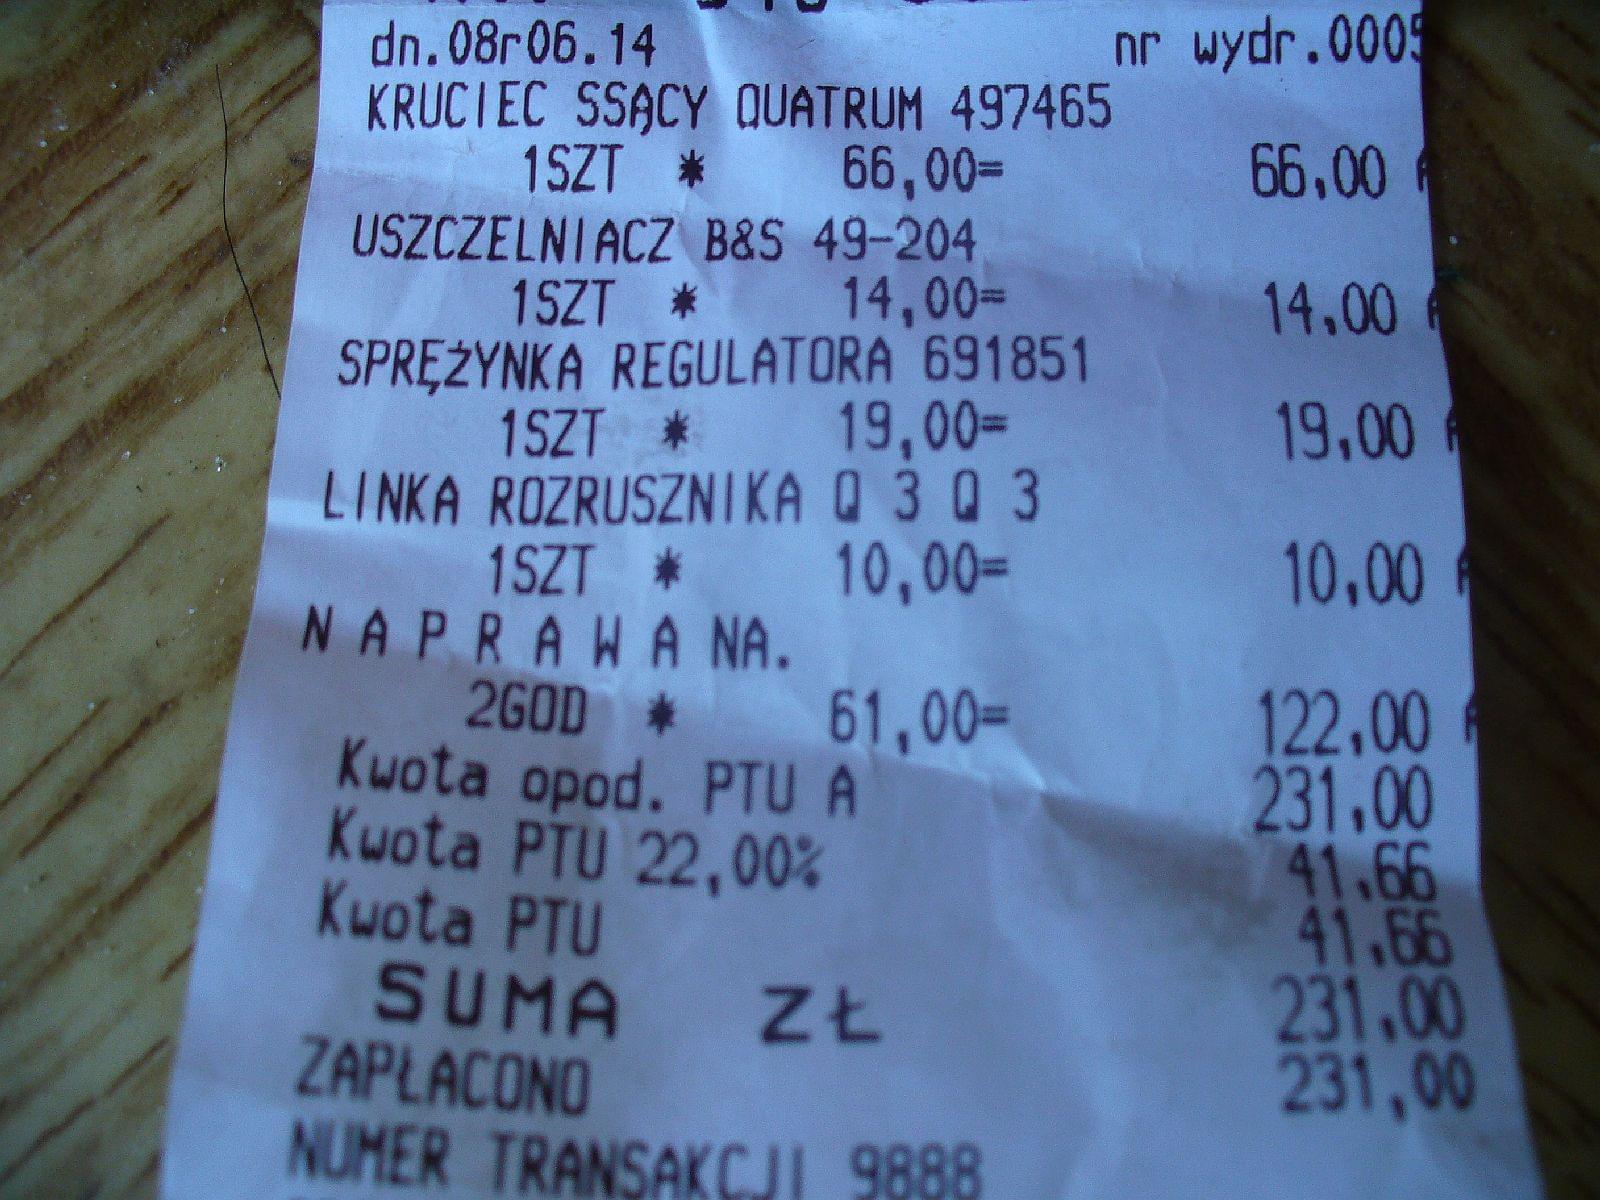 dn.08r06.14 nr wydr.0005
KRUCIEC SSĄCY QUATRUM 497465
1SZT * 66,00= 66,00 A
USZCZELNIACZ B&S 49-204
1SZT * 14,00= 14,00 A
SPRĘŻYNKA REGULATORA 691851
1SZT * 19,00= 19,00 A
LINKA ROZRUSZNIKA Q 3 Q 3
1SZT * 10,00= 10,00 A
N A P R A W A NA.
2GOD * 61,00= 122,00 A
Kwota opod. PTU A 231,00
Kwota PTU 22,00% 41,66
Kwota PTU 41,66
SUMA ZŁ 231,00
ZAPŁACONO 231,00
NUMER TRANSAKCJI 9888